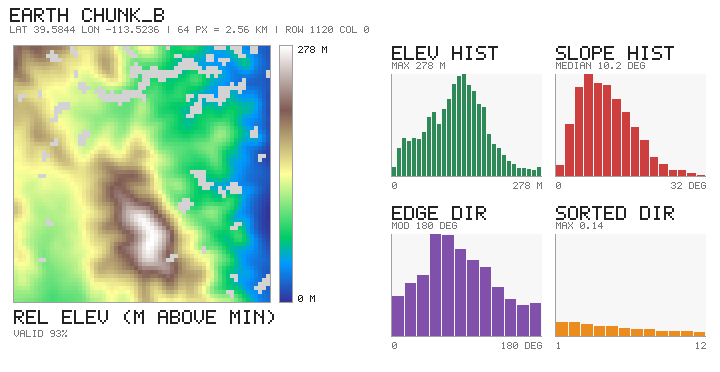 EARTH CHUNK_B
LAT 39.5844 LON -113.5236 | 64 PX = 2.56 KM | ROW 1120 COL 0
278 M
0 M
REL ELEV (M ABOVE MIN)
VALID 93%
ELEV HIST
MAX 278 M
0 278 M
SLOPE HIST
MEDIAN 10.2 DEG
0 32 DEG
EDGE DIR
MOD 180 DEG
0 180 DEG
SORTED DIR
MAX 0.14
1 12